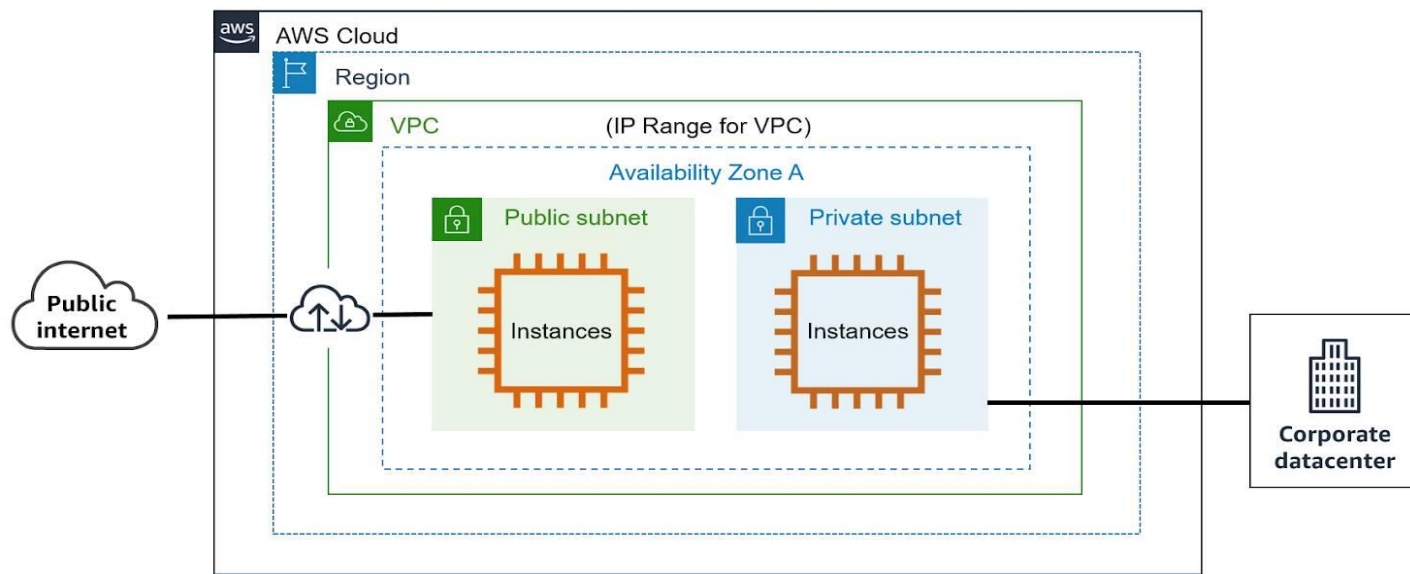 aws
AWS Cloud
Region
VPC
(IP Range for VPC)
Availability Zone A
Public subnet
Private subnet
Public
internet
Instances
Instances
Corporate
datacenter